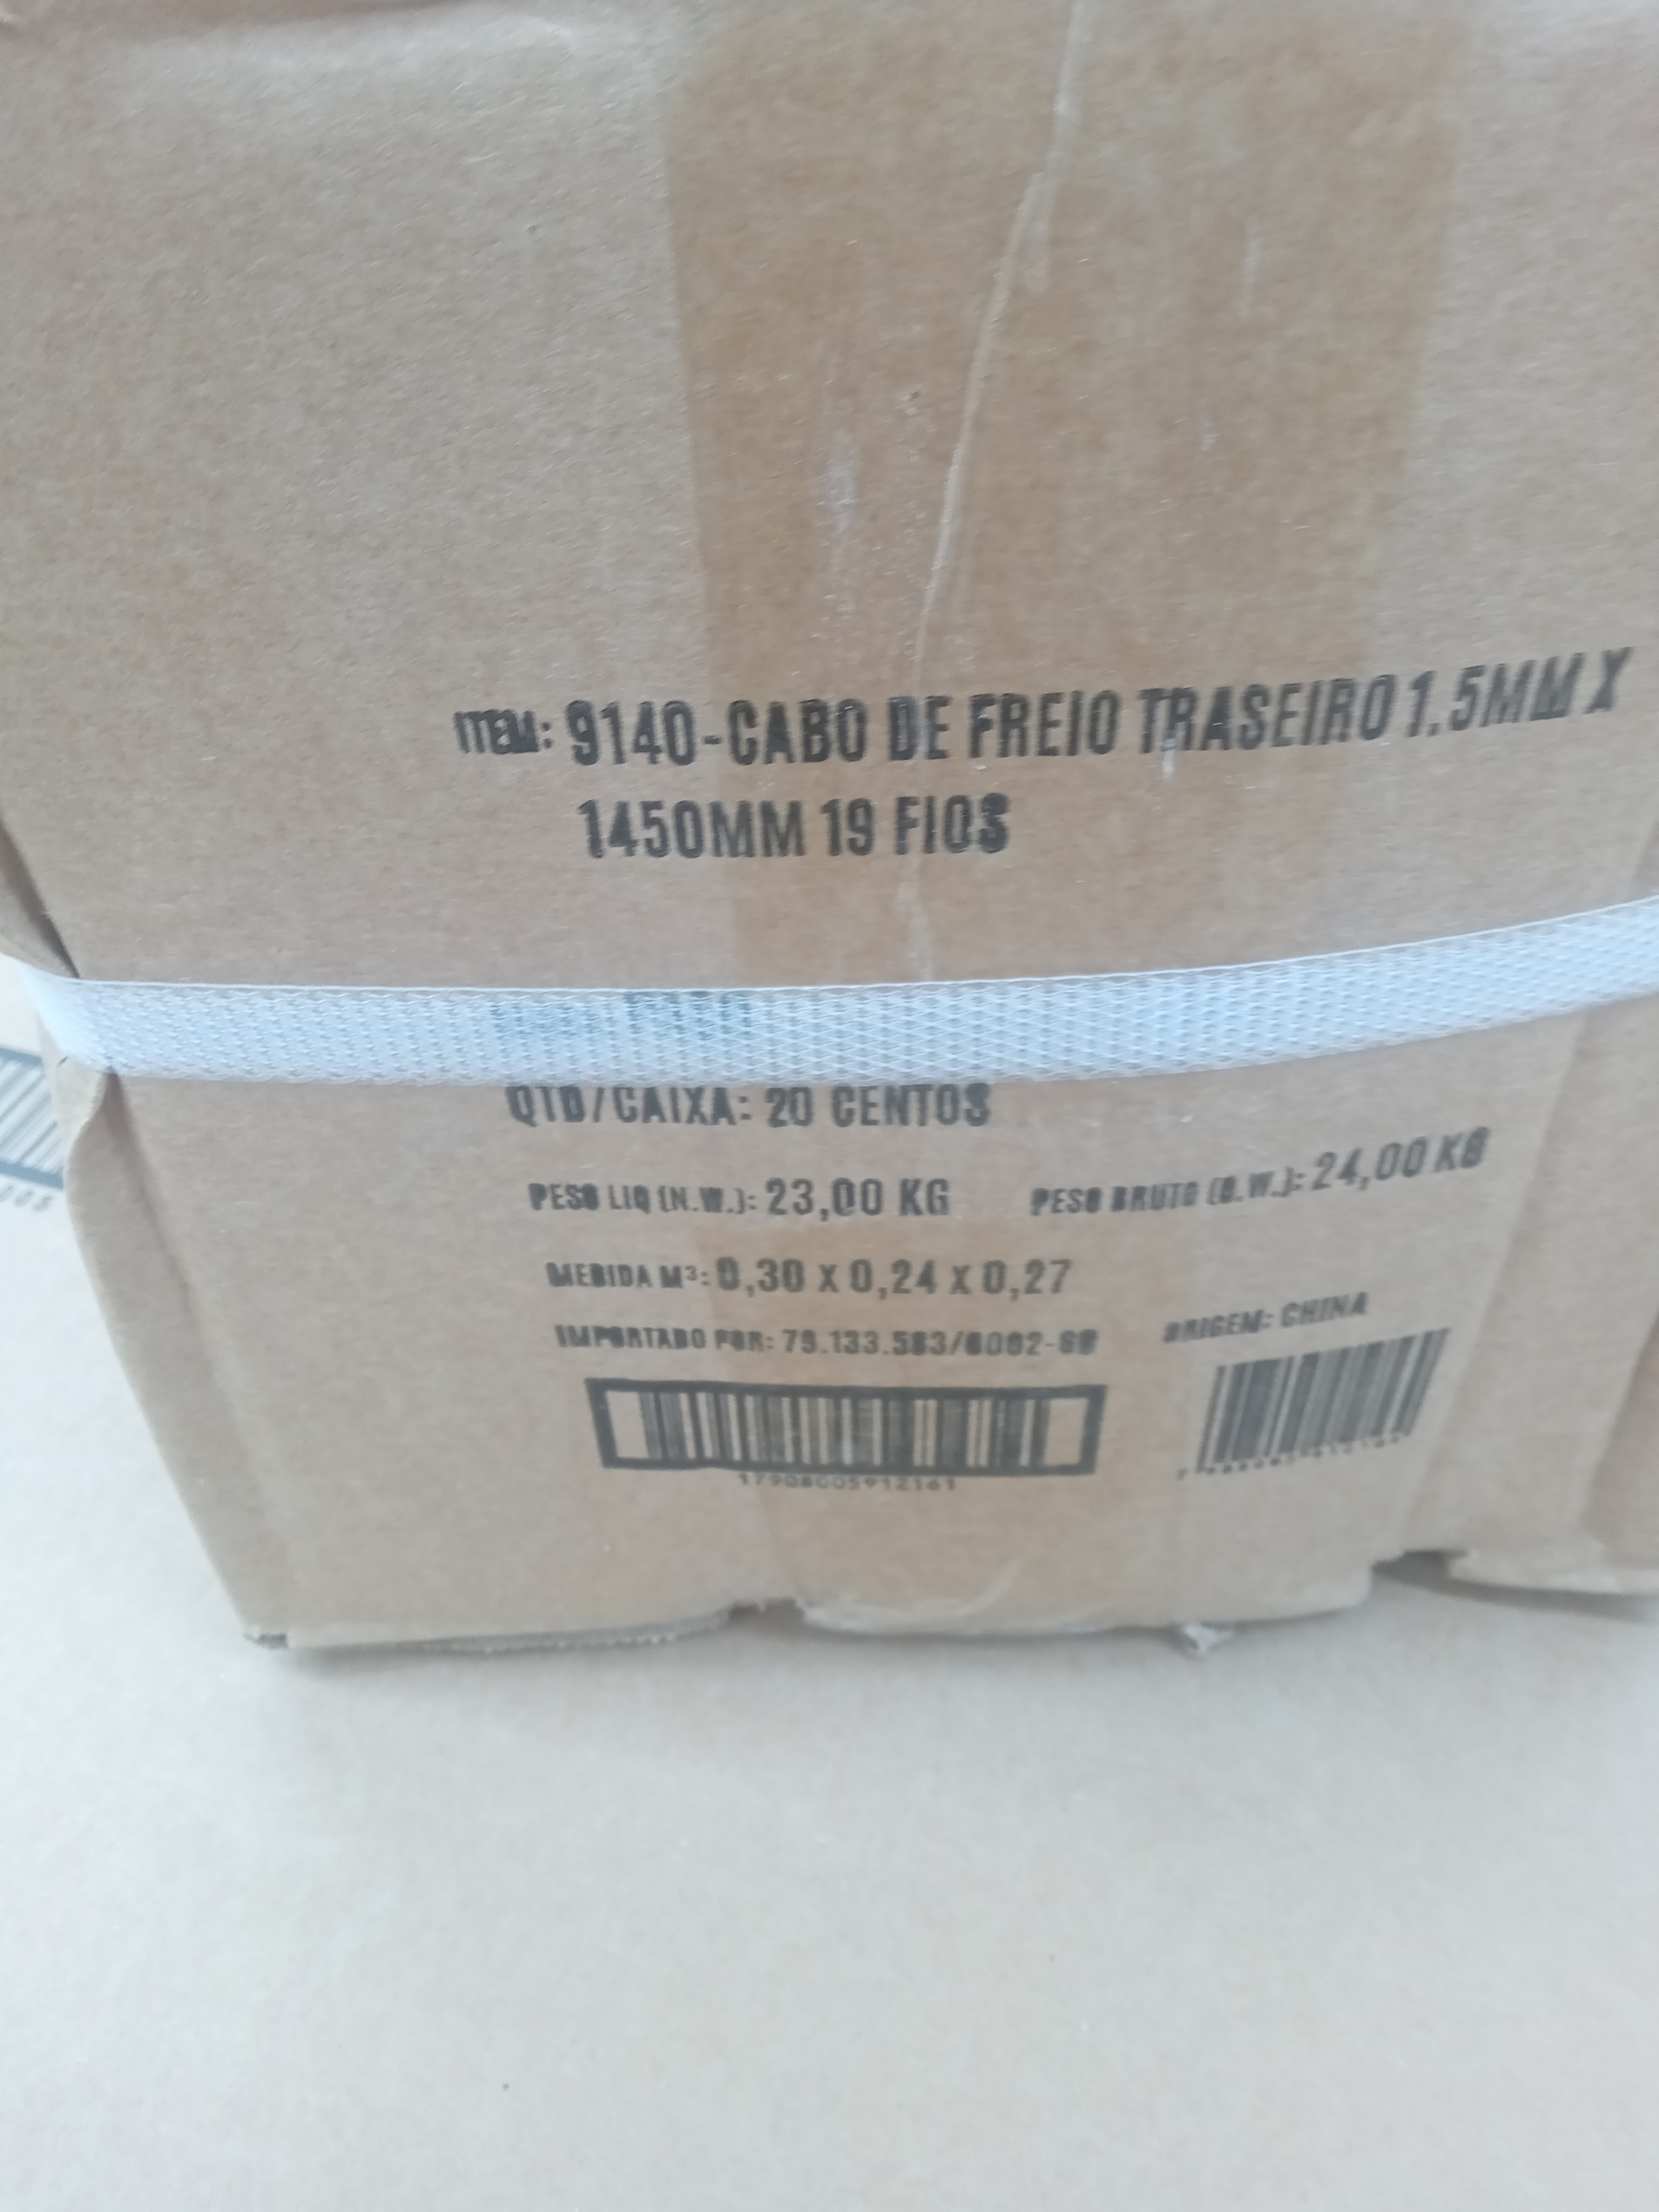 ITEM: 9140-CABO DE FREIO TRASEIRO 1.5MM X
1450MM 19 FIOS
QTD/CAIXA: 20 CENTOS
PESO LIQ (N.W.): 23,00 KG PESO BRUTO (G.W.): 24,00 KG
MEDIDA M³: 0,30 x 0,24 x 0,27
IMPORTADO POR: 79.133.583/0002-60
ORIGEM: CHINA
17908005912161